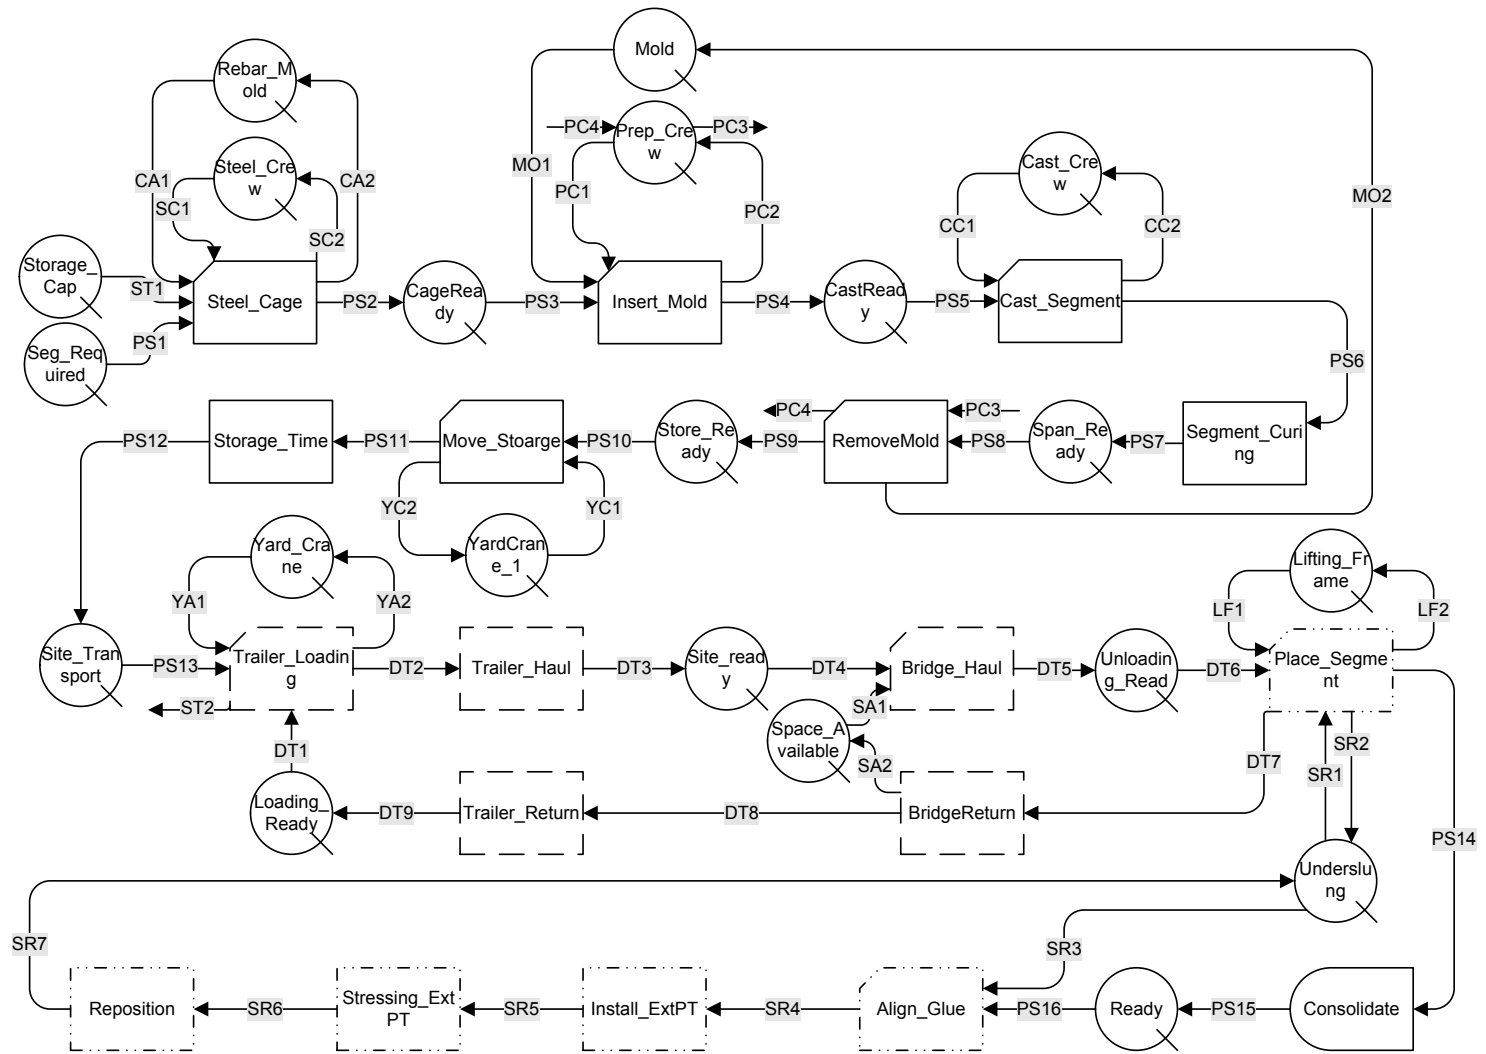 Mold
Rebar_M
old
PC4
Prep_Cre
w
PC3
Steel_Cre
w
Cast_Cre
w
CA1
SC1
CA2
SC2
MO1
PC1
PC2
CC1
CC2
MO2
Storage_
Cap
ST1
Steel_Cage
PS2
CageRea
dy
PS3
Insert_Mold
PS4
CastRead
y
PS5
Cast_Segment
Seg_Req
uired
PS1
PS6
PS12
Storage_Time
PS11
Move_Stoarge
PS10
Store_Re
ady
PS9
PC4
RemoveMold
PC3
PS8
Span_Re
ady
PS7
Segment_Curi
ng
YC2
YC1
YardCran
e_1
Yard_Cra
ne
YA1
YA2
Lifting_Fr
ame
LF1
LF2
Site_Tran
sport
PS13
Trailer_Loadin
g
DT2
Trailer_Haul
DT3
Site_read
y
DT4
Bridge_Haul
DT5
Unloadin
g_Read
DT6
Place_Segme
nt
ST2
SA1
Space_A
vailable
SA2
DT1
DT7
SR1
SR2
Loading_
Ready
DT9
Trailer_Return
DT8
BridgeReturn
PS14
Underslu
ng
SR7
SR3
Reposition
SR6
Stressing_Ext
PT
SR5
Install_ExtPT
SR4
Align_Glue
PS16
Ready
PS15
Consolidate